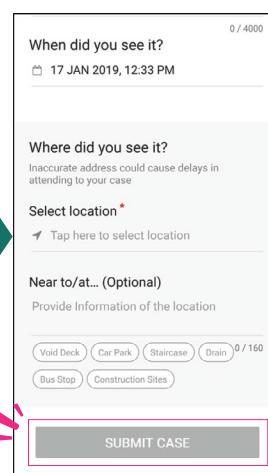 0 / 4000
When did you see it?
17 JAN 2019, 12:33 PM
Where did you see it?
Inaccurate address could cause delays in
attending to your case
Select location *
Tap here to select location
Near to/at... (Optional)
Provide Information of the location
0 / 160
Void Deck Car Park Staircase Drain
Bus Stop Construction Sites
SUBMIT CASE